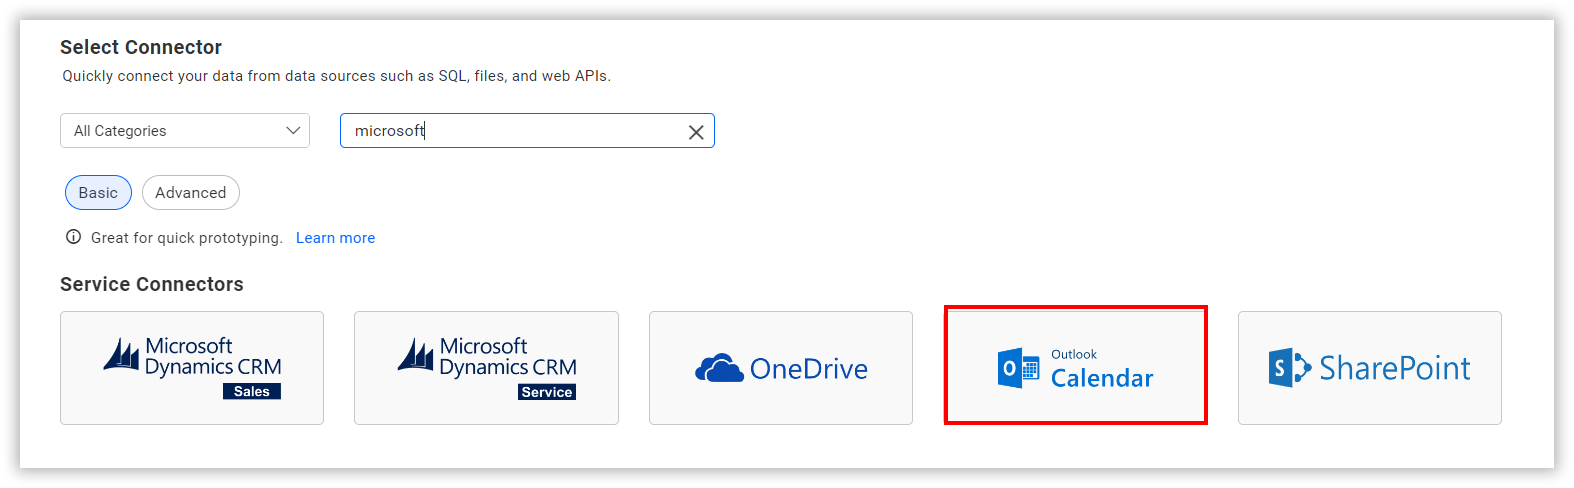 Select Connector
Quickly connect your data from data sources such as SQL, files, and web APIs.
All Categories
microsoft
Basic
Advanced
Great for quick prototyping. Learn more
Service Connectors
Microsoft
Dynamics CRM
Sales
Microsoft
Dynamics CRM
Service
OneDrive
Outlook
Calendar
SharePoint